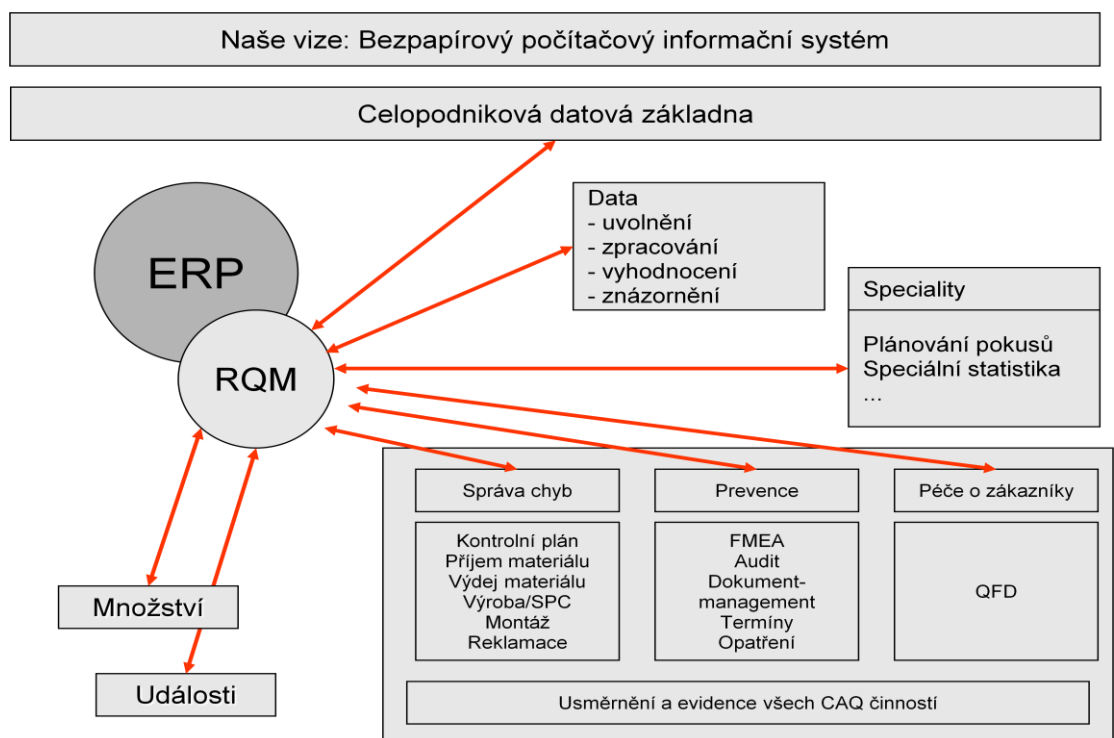 Naše vize: Bezpapírový počítačový informační systém
Celopodniková datová základna
ERP
RQM
Data
- uvolnění
- zpracování
- vyhodnocení
- znázornění
Speciality
Plánování pokusů
Speciální statistika
...
Správa chyb
Kontrolní plán
Příjem materiálu
Výdej materiálu
Výroba/SPC
Montáž
Reklamace
Prevence
FMEA
Audit
Dokument-
management
Termíny
Opatření
Péče o zákazníky
QFD
Usměrnění a evidence všech CAQ činností
Množství
Události